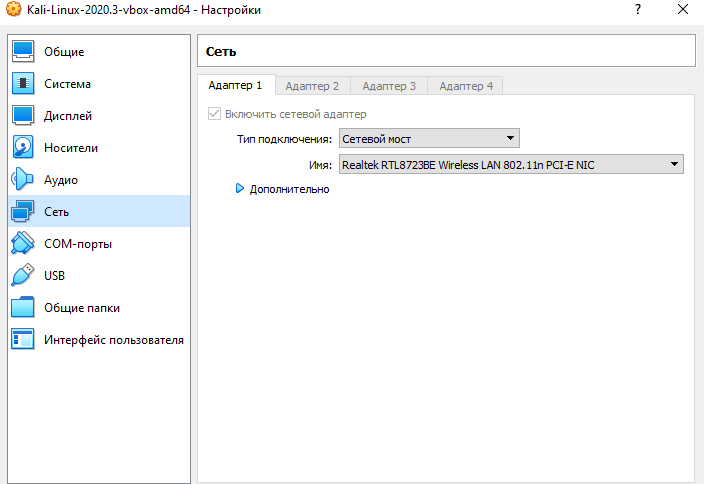 Kali-Linux-2020.3-vbox-amd64 - Настройки
?
Общие
Система
Дисплей
Носители
Аудио
Сеть
COM-порты
USB
Общие папки
Интерфейс пользователя
Сеть
Адаптер 1 Адаптер 2 Адаптер 3 Адаптер 4
Включить сетевой адаптер
Тип подключения: Сетевой мост
Имя: Realtek RTL8723BE Wireless LAN 802.11n PCI-E NIC
Дополнительно